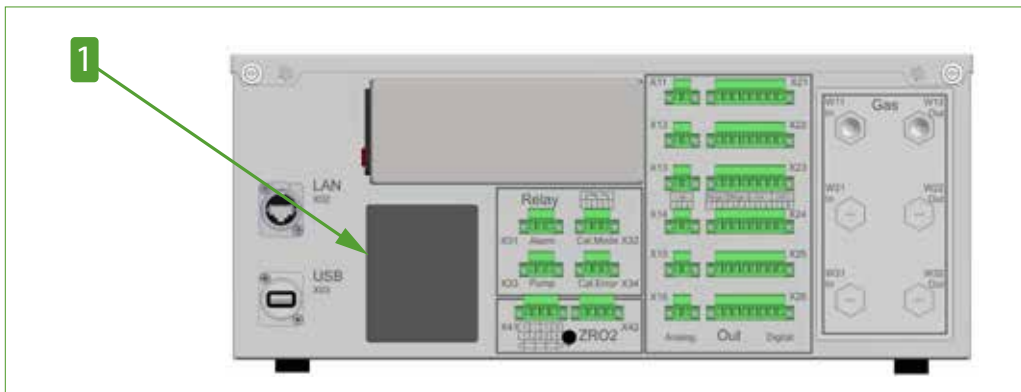 1
LAN
X02
USB
X03
Relay
X31 Alarm Cal.Mode X32
X33 Pump Cal.Error X34
X41 ZRO2 X42
X11 X21
X12 X22
X13 X23
X14 X24
X15 X25
X16 X26
Analog Out Digital
Gas
W11 In W12 Out
W21 In W22 Out
W31 In W32 Out